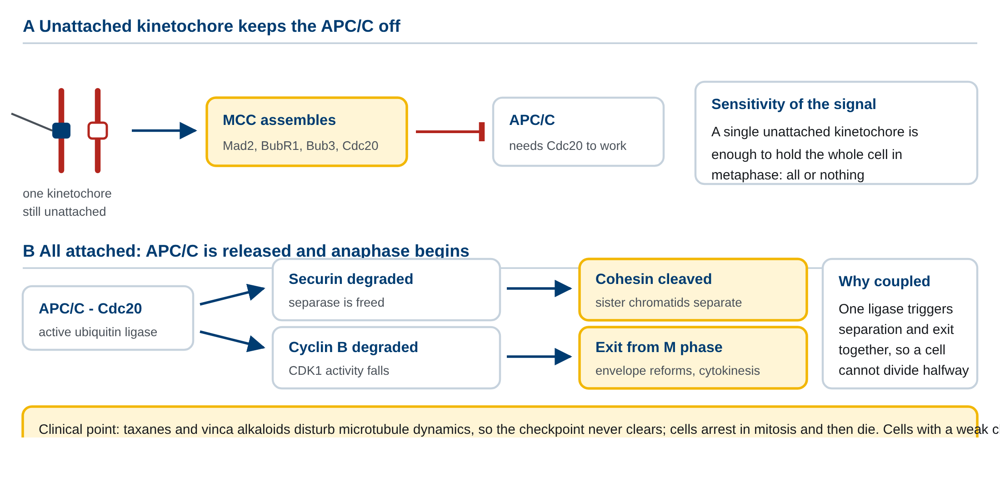 A Unattached kinetochore keeps the APC/C off
MCC assembles
Mad2, BubR1, Bub3, Cdc20
APC/C
needs Cdc20 to work
Sensitivity of the signal
A single unattached kinetochore is
enough to hold the whole cell in
metaphase: all or nothing
one kinetochore
still unattached
B All attached: APC/C is released and anaphase begins
APC/C - Cdc20
active ubiquitin ligase
Securin degraded
separase is freed
Cyclin B degraded
CDK1 activity falls
Cohesin cleaved
sister chromatids separate
Exit from M phase
envelope reforms, cytokinesis
Why coupled
One ligase triggers
separation and exit
together, so a cell
cannot divide halfway
Clinical point: taxanes and vinca alkaloids disturb microtubule dynamics, so the checkpoint never clears; cells arrest in mitosis and then die. Cells with a weak